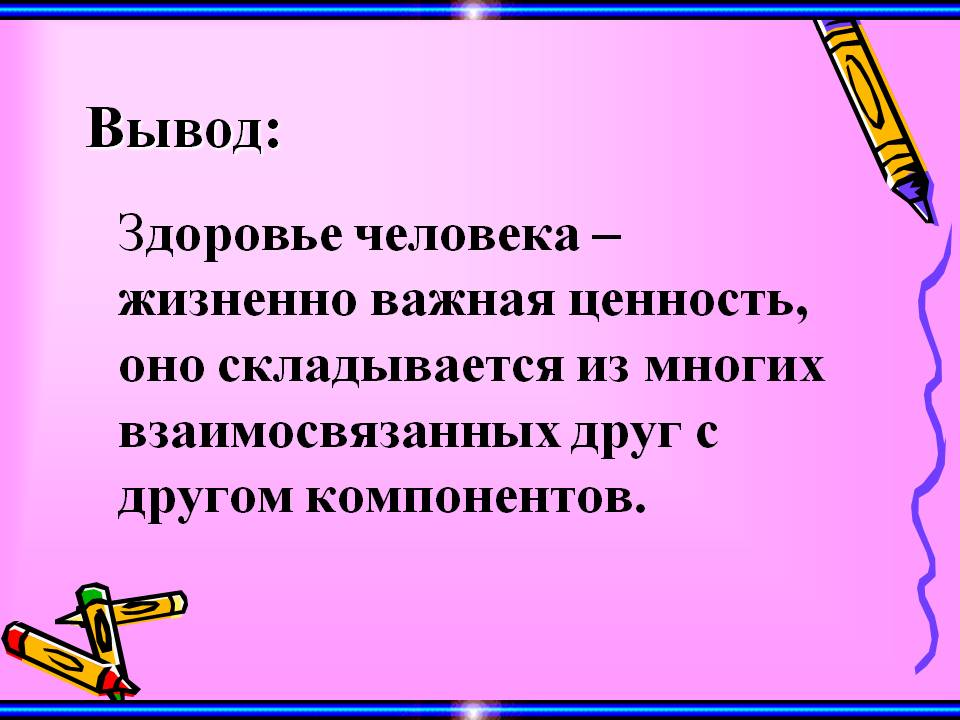 Вывод:
Здоровье человека –
жизненно важная ценность,
оно складывается из многих
взаимосвязанных друг с
другом компонентов.